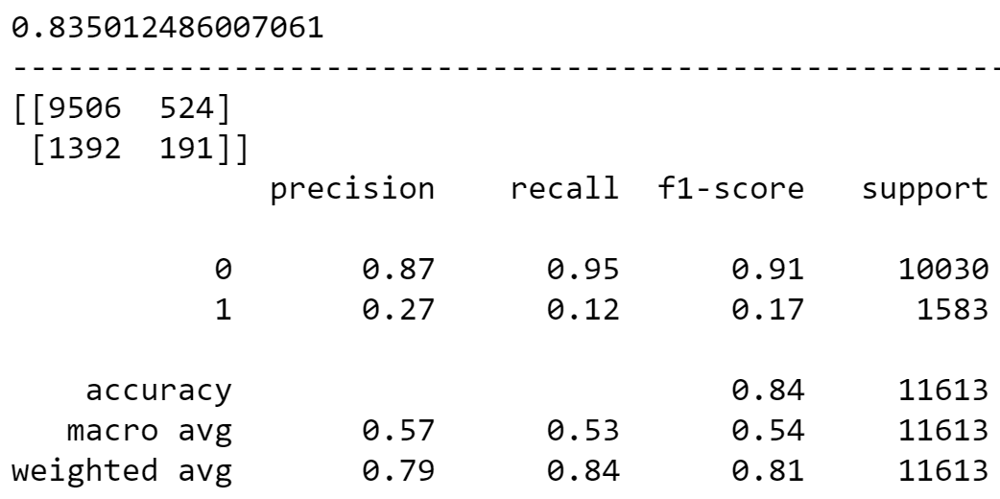 0.835012486007061
------------------------------------------------------
[[9506  524]
 [1392  191]]
              precision    recall  f1-score   support

           0       0.87      0.95      0.91     10030
           1       0.27      0.12      0.17      1583

    accuracy                           0.84     11613
   macro avg       0.57      0.53      0.54     11613
weighted avg       0.79      0.84      0.81     11613